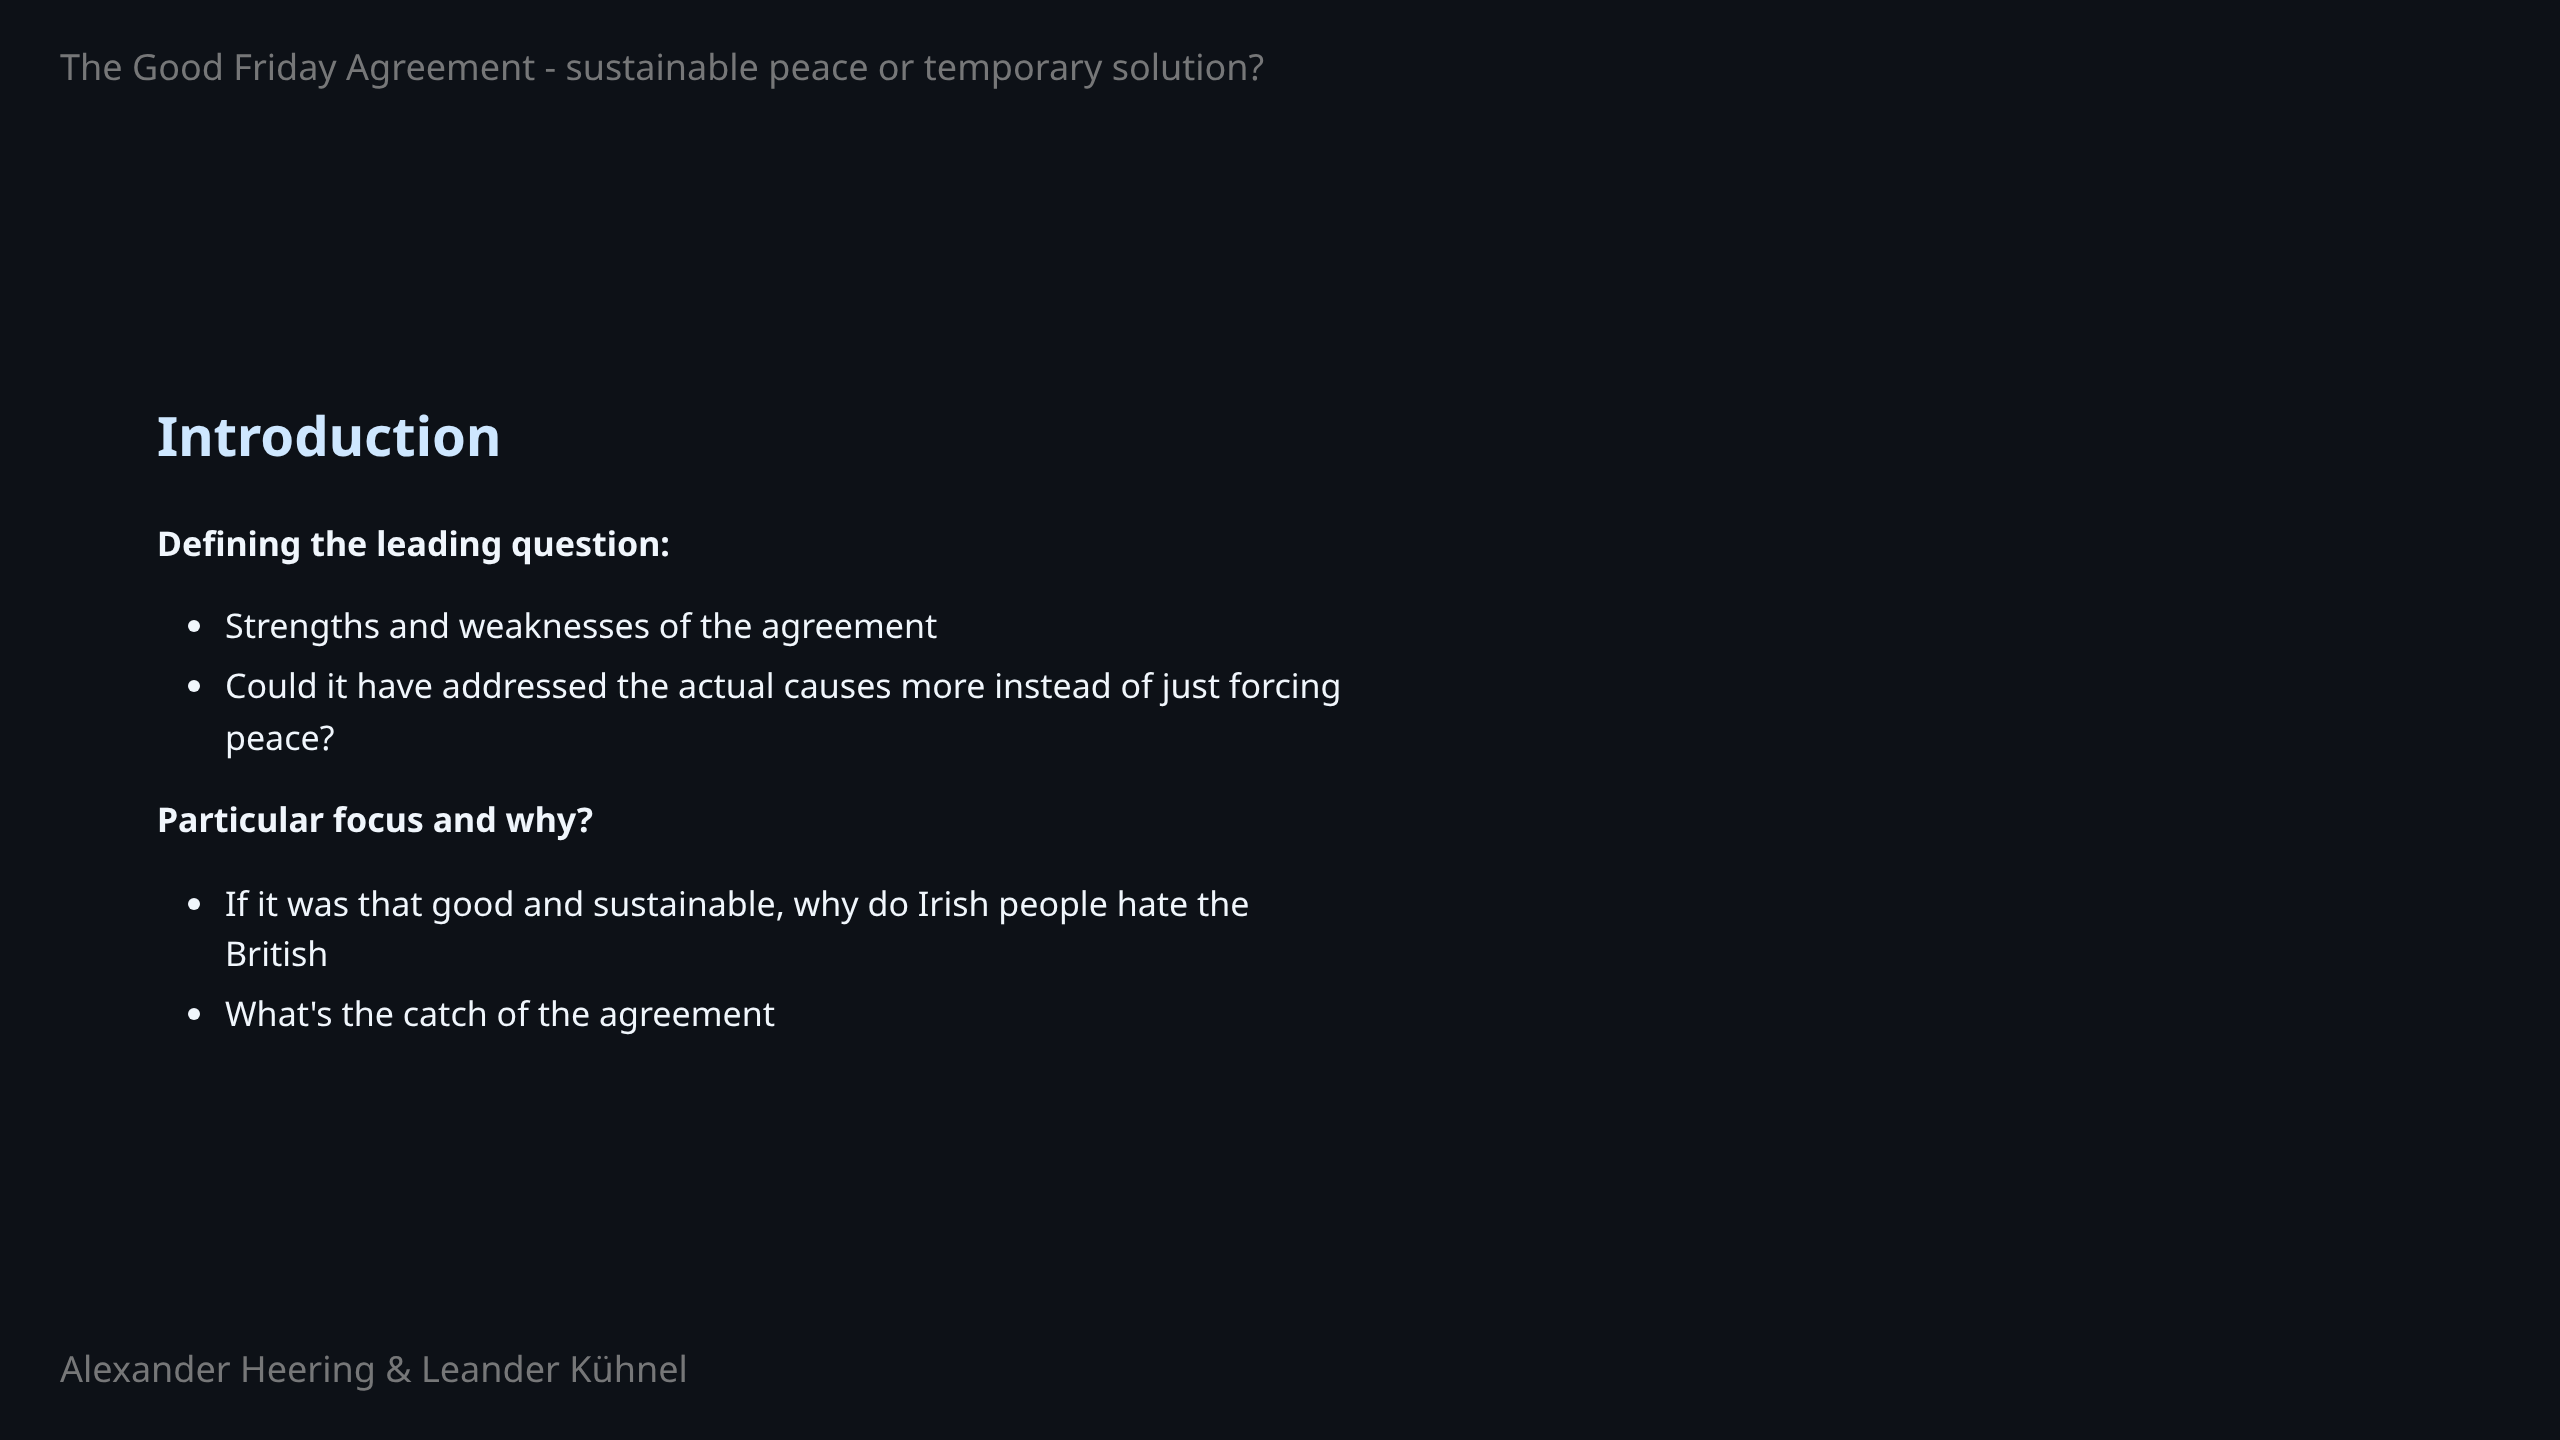 The Good Friday Agreement - sustainable peace or temporary solution?
Introduction
Defining the leading question:
Strengths and weaknesses of the agreement
Could it have addressed the actual causes more instead of just forcing
peace?
Particular focus and why?
If it was that good and sustainable, why do Irish people hate the
British
What's the catch of the agreement
Alexander Heering & Leander Kühnel